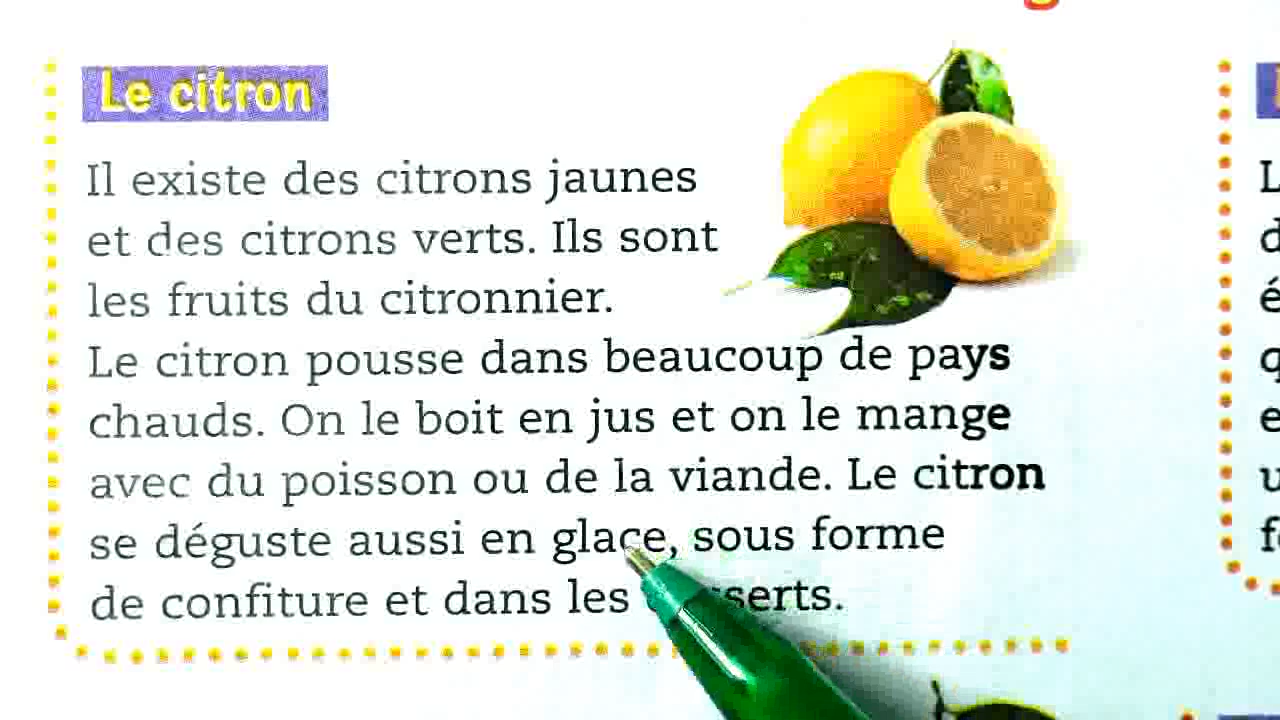 Le citron
Il existe des citrons jaunes
et des citrons verts. Ils sont
les fruits du citronnier.
Le citron pousse dans beaucoup de pays
chauds. On le boit en jus et on le mange
avec du poisson ou de la viande. Le citron
se déguste aussi en glace, sous forme
de confiture et dans les